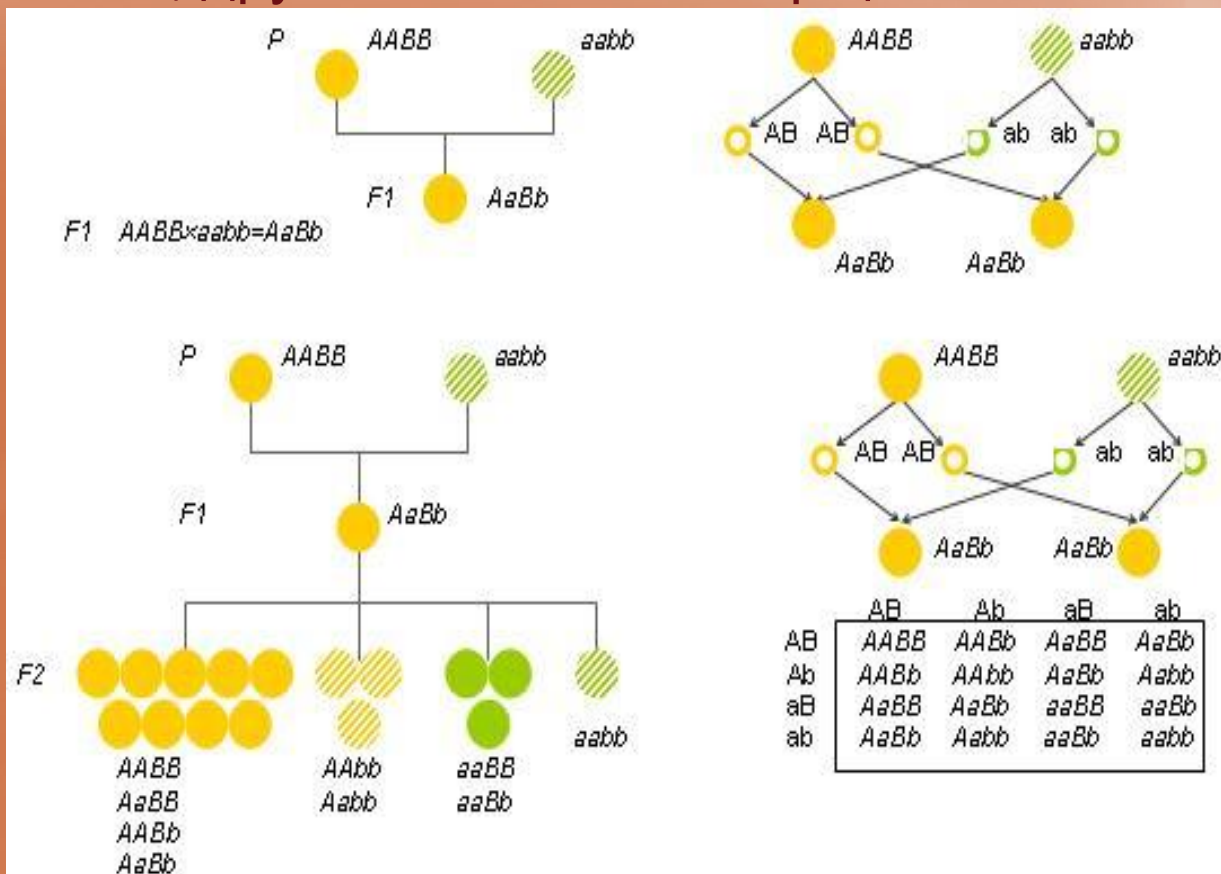 P AABB aabb
F1 AaBb
F1 AABB×aabb=AaBb
AABB aabb
AB AB ab ab
AaBb AaBb
P AABB aabb
F1 AaBb
F2
aabb
AABB AAbb aaBB
AaBB Aabb aaBb
AABb
AaBb
AABB aabb
AB AB ab ab
AaBb AaBb
AB Ab aB ab
AB AABB AABb AaBB AaBb
Ab AABb AAbb AaBb Aabb
aB AaBB AaBb aaBB aaBb
ab AaBb Aabb aaBb aabb